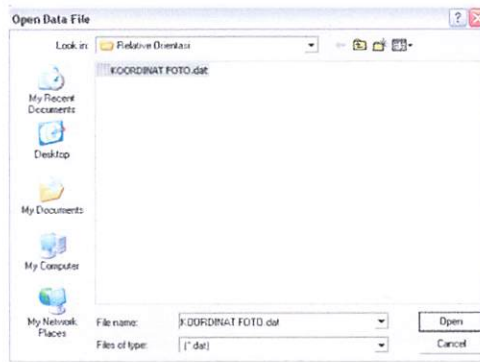 Open Data File
Look in: Relative Orientasi
KOORDINAT FOTO.dat
My Recent
Documents
Desktop
My Documents
My Computer
My Network
Places
File name: KOORDINAT FOTO.dat Open
Files of type: (*.dat) Cancel